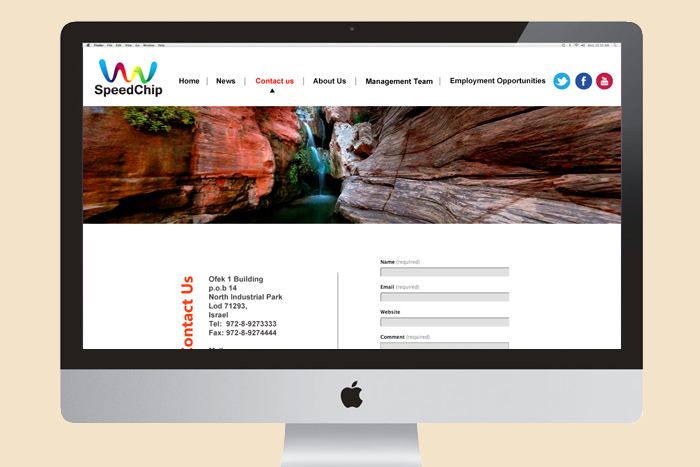 Finder File Edit View Go Window Help
SpeedChip
Home | News | Contact us | About Us | Management Team | Employment Opportunities
You
Contact Us
Ofek 1 Building
p.o.b 14
North Industrial Park
Lod 71293,
Israel
Tel: 972-8-9273333
Fax: 972-8-9274444
Name (required)
Email (required)
Website
Comment (required)